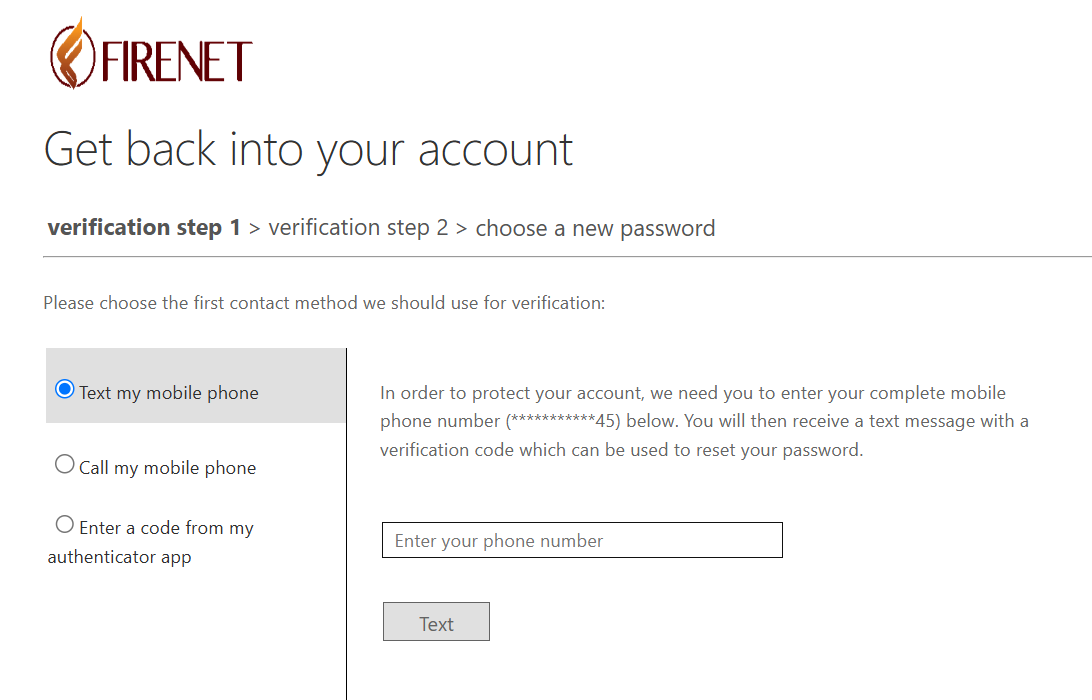 FIRENET
Get back into your account
verification step 1 > verification step 2 > choose a new password
Please choose the first contact method we should use for verification:
Text my mobile phone
Call my mobile phone
Enter a code from my
authenticator app
In order to protect your account, we need you to enter your complete mobile
phone number (***********45) below. You will then receive a text message with a
verification code which can be used to reset your password.
Enter your phone number
Text